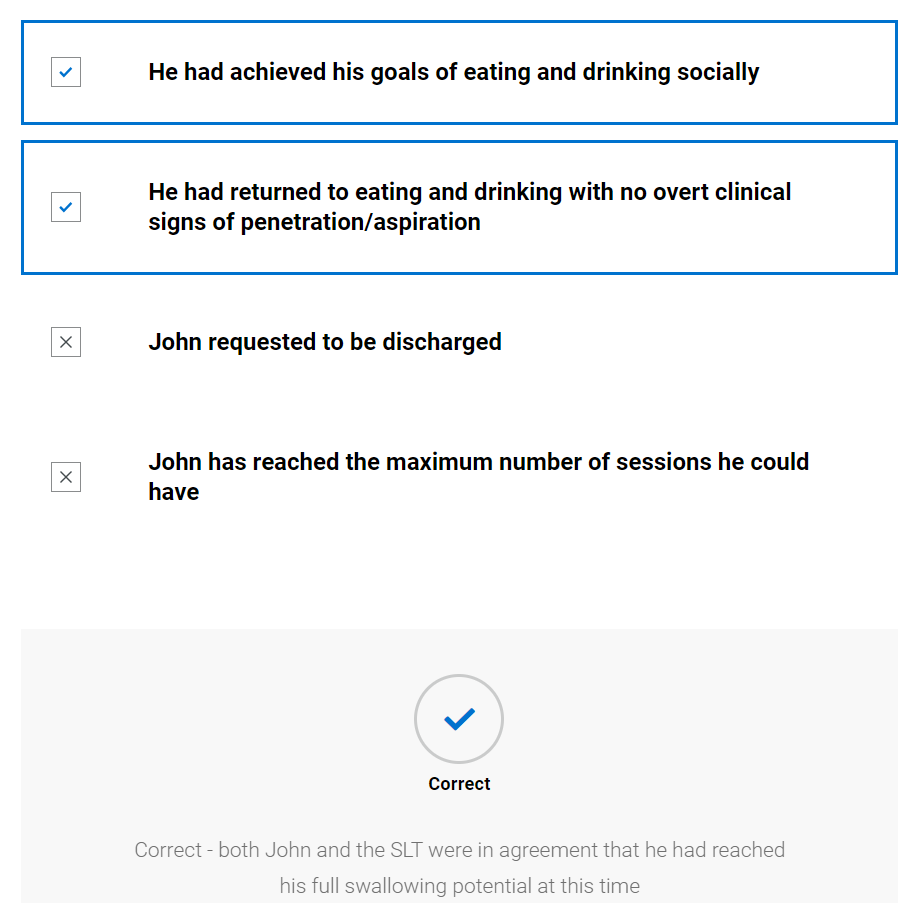 He had achieved his goals of eating and drinking socially
He had returned to eating and drinking with no overt clinical
signs of penetration/aspiration
John requested to be discharged
John has reached the maximum number of sessions he could
have
Correct
Correct - both John and the SLT were in agreement that he had reached
his full swallowing potential at this time